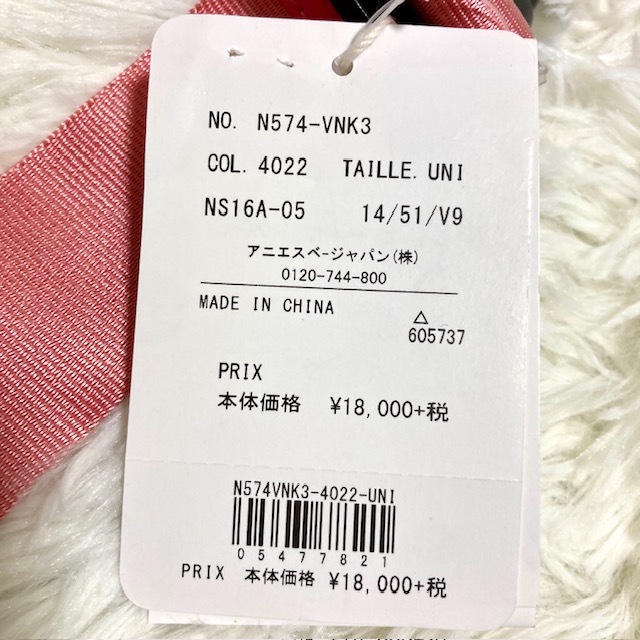 NO. N574-VNK3
COL. 4022 TAILLE. UNI
NS16A-05 14/51/V9
アニエスベージャパン(株)
0120-744-800
MADE IN CHINA △
605737
PRIX
本体価格 ¥18,000+税
N574VNK3-4022-UNI
05477821
PRIX 本体価格 ¥18,000+税